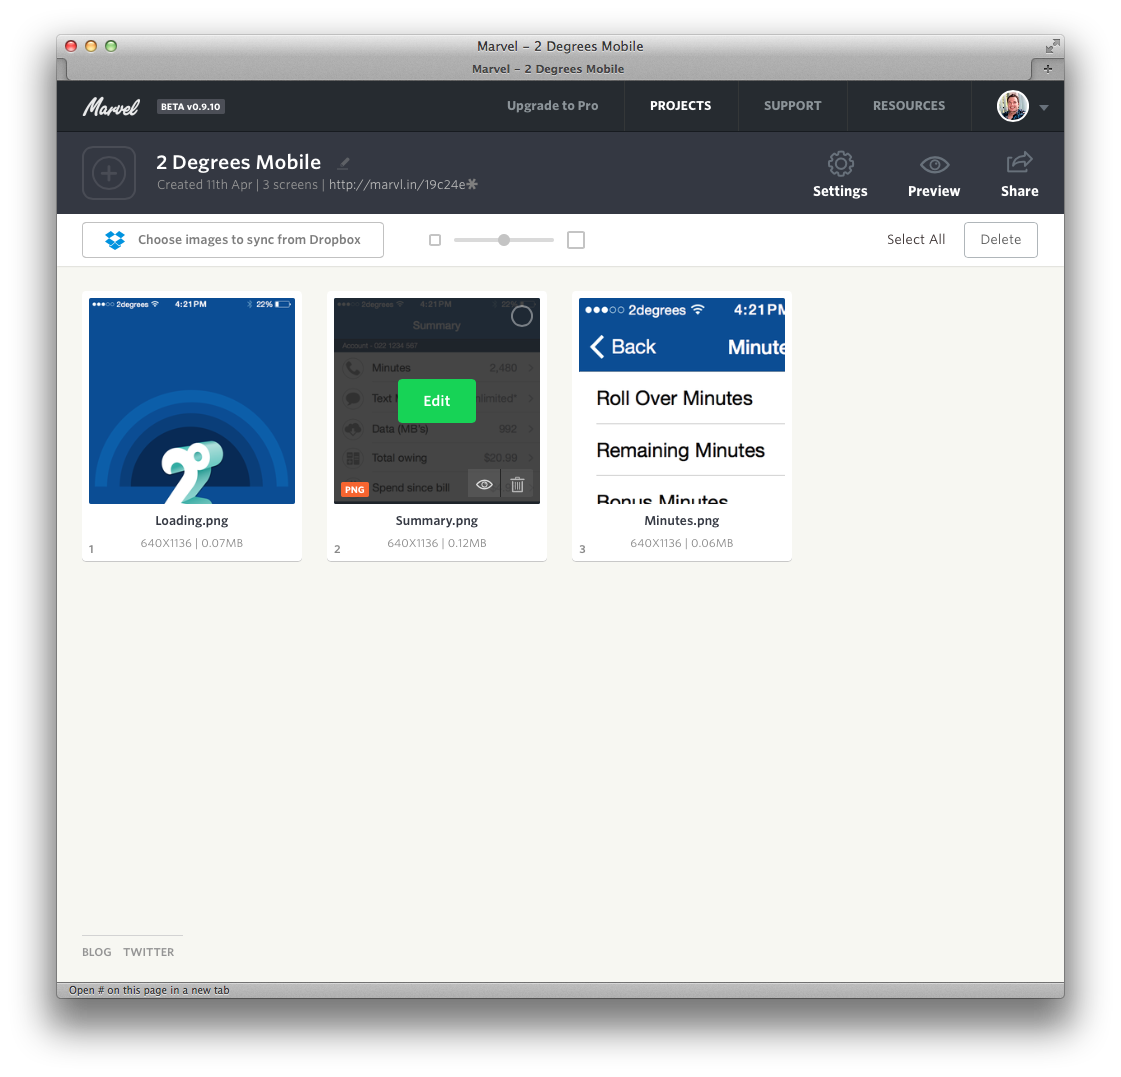 Marvel – 2 Degrees Mobile
Marvel – 2 Degrees Mobile
Marvel BETA v0.9.10 Upgrade to Pro PROJECTS SUPPORT RESOURCES
2 Degrees Mobile
Created 11th Apr | 3 screens | http://marvl.in/19c24e
Settings Preview Share
Choose images to sync from Dropbox Select All Delete
2degrees 4:21PM 22%
2degrees 4:21PM 22%
Summary
Account - 020 1234 567
Minutes 2,480
Text nlimited*
Edit
Data (MB's) 992
Total owing $20.99
PNG Spend since bill
2degrees 4:21PM
Back Minute
Roll Over Minutes
Remaining Minutes
Bonus Minutes
Loading.png
640X1136 | 0.07MB
1
Summary.png
640X1136 | 0.12MB
2
Minutes.png
640X1136 | 0.06MB
3
BLOG TWITTER
Open # on this page in a new tab